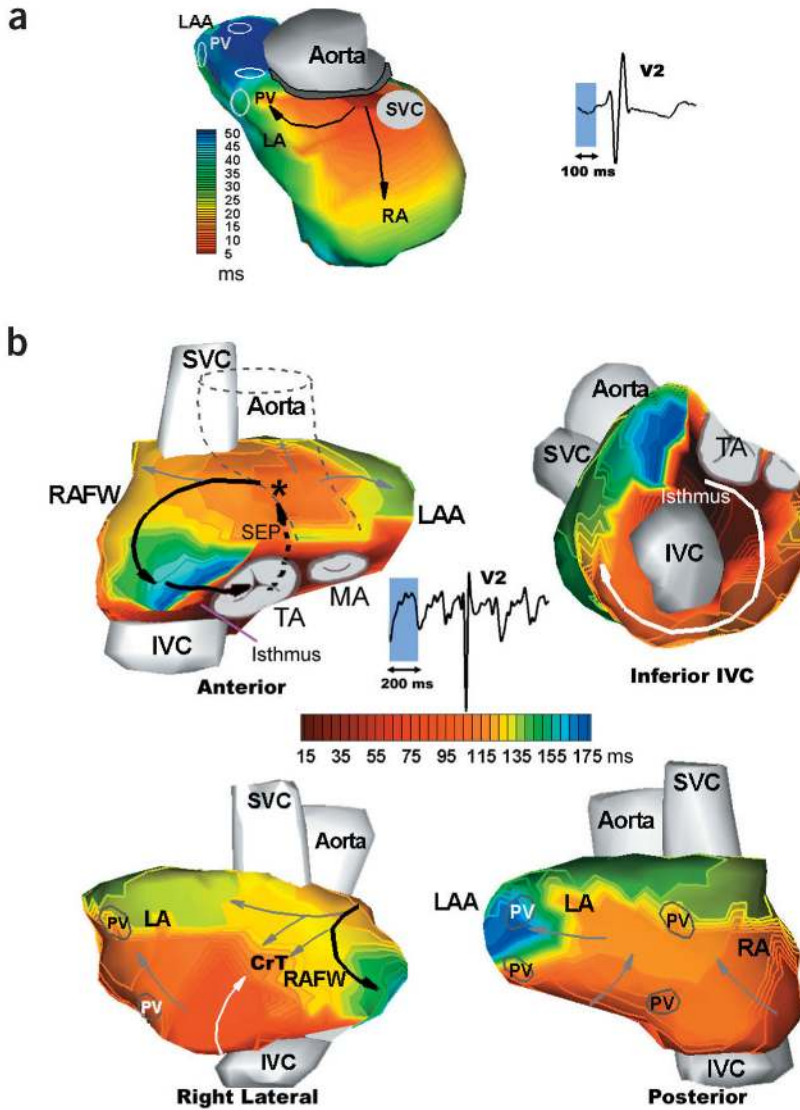 a
LAA
PV
Aorta
PV
SVC
LA
RA
50
45
40
35
30
25
20
15
10
5
ms
V2
100 ms
b
SVC
Aorta
RAFW
*
SEP
LAA
TA
MA
IVC
Isthmus
Anterior
V2
200 ms
Aorta
SVC
TA
Isthmus
IVC
Inferior IVC
15 35 55 75 95 115 135 155 175 ms
SVC
Aorta
PV
LA
CrT
RAFW
PV
IVC
Right Lateral
SVC
Aorta
LAA
PV
LA
PV
RA
PV
PV
IVC
Posterior